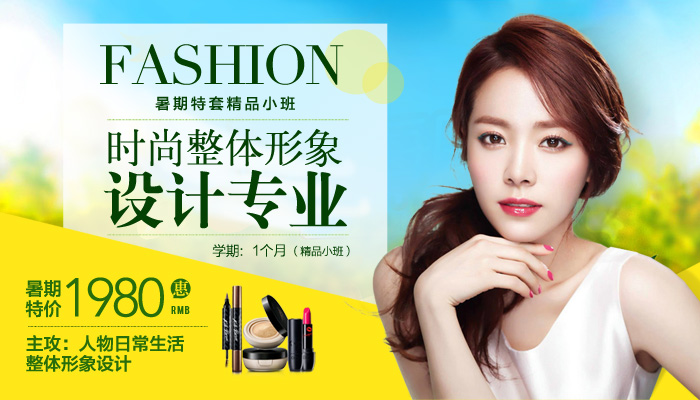 FASHION
暑期特套精品小班
时尚整体形象
设计专业
学期：1个月（精品小班）
暑期
特价 1980 惠
RMB
主攻：人物日常生活
整体形象设计